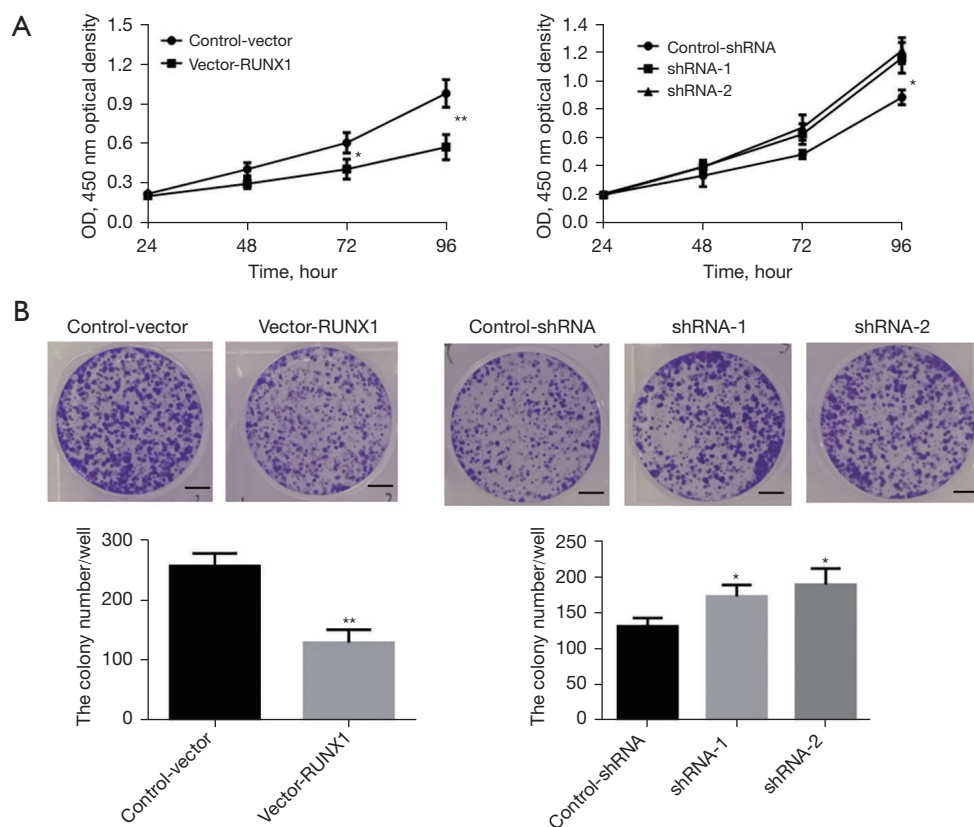 A
OD, 450 nm optical density
1.5
1.2
0.9
0.6
0.3
0.0
Control-vector
Vector-RUNX1
*
**
24 48 72 96
Time, hour
OD, 450 nm optical density
1.4
1.2
1.0
0.8
0.6
0.4
0.2
0.0
Control-shRNA
shRNA-1
shRNA-2
*
24 48 72 96
Time, hour
B
Control-vector Vector-RUNX1 Control-shRNA shRNA-1 shRNA-2
The colony number/well
300
200
100
0
**
Control-vector
Vector-RUNX1
The colony number/well
250
200
150
100
50
0
* *
Control-shRNA
shRNA-1
shRNA-2